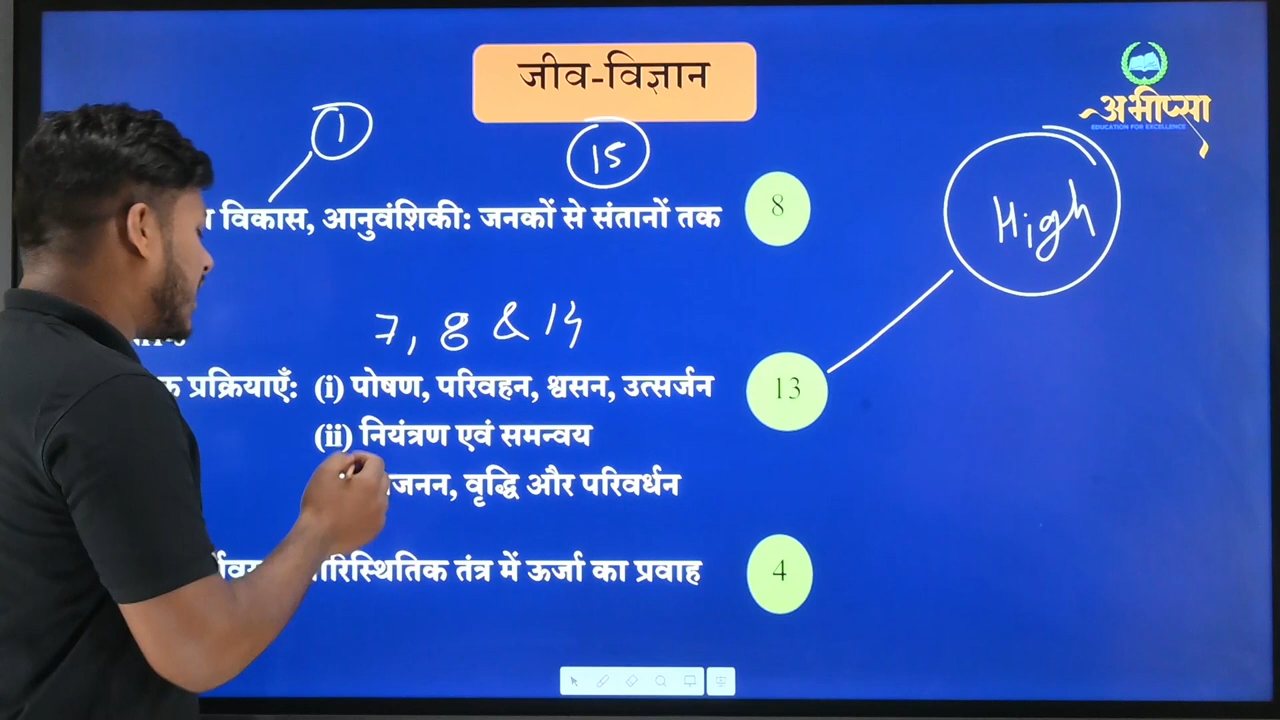 जीव-विज्ञान
अभीप्सा
EDUCATION FOR EXCELLENCE
1
15
High
विकास, आनुवंशिकी: जनकों से संतानों तक 8
7, 8 & 14
प्रक्रियाएँ: (i) पोषण, परिवहन, श्वसन, उत्सर्जन 13
(ii) नियंत्रण एवं समन्वय
वृद्धि और परिवर्धन
तंत्र में ऊर्जा का प्रवाह 4